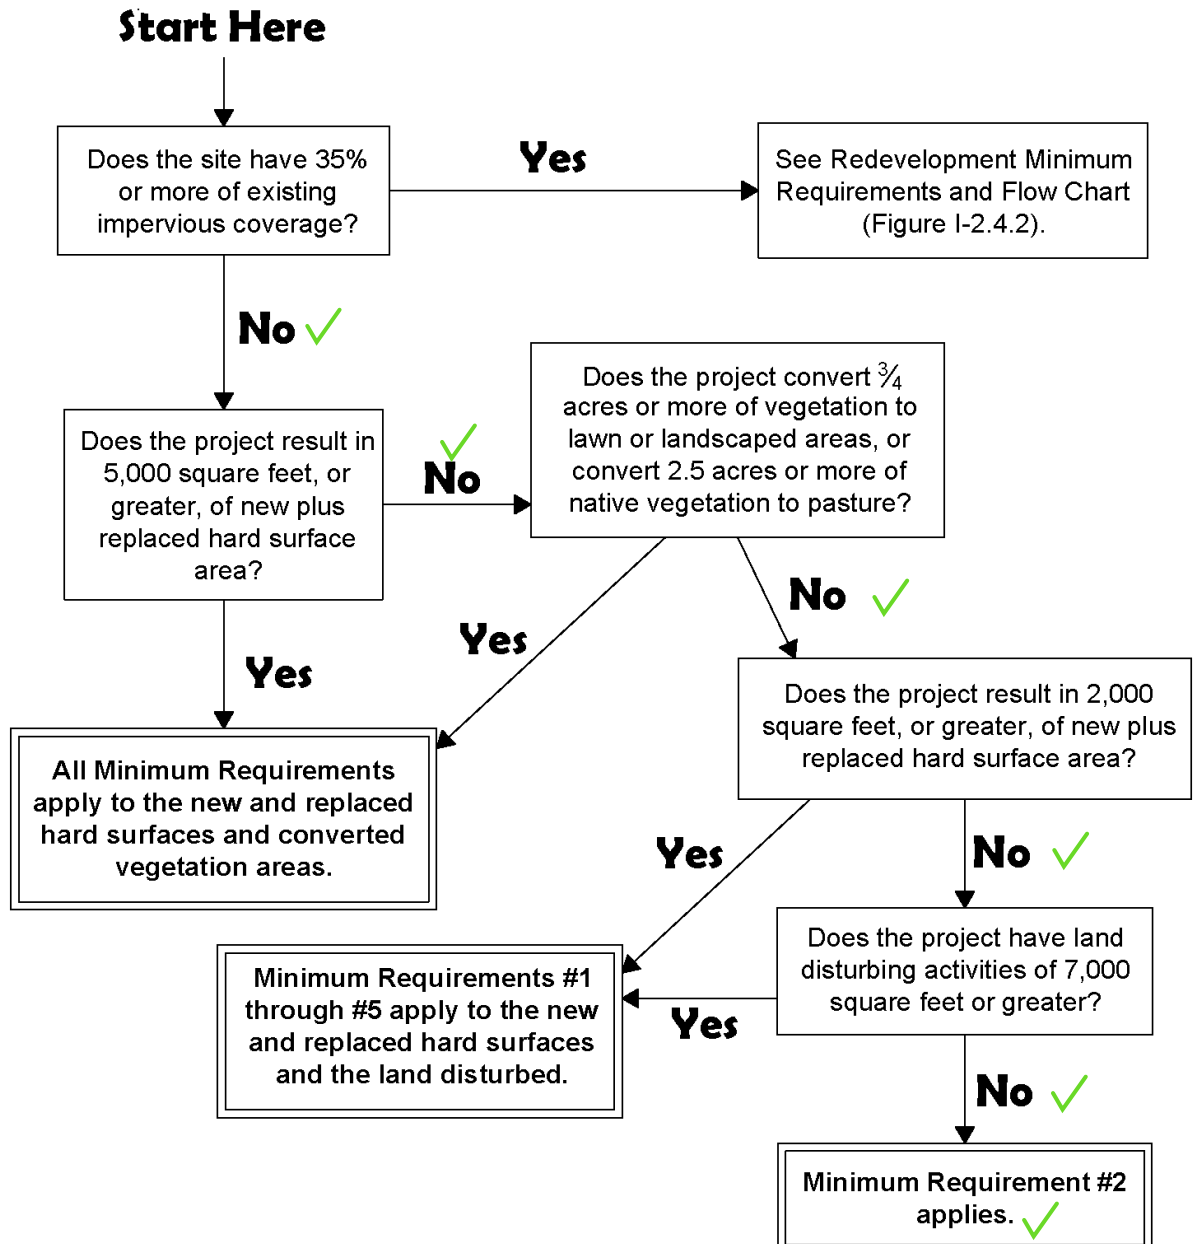 Start Here
Does the site have 35%
or more of existing
impervious coverage?
Yes
See Redevelopment Minimum
Requirements and Flow Chart
(Figure I-2.4.2).
No
Does the project result in
5,000 square feet, or
greater, of new plus
replaced hard surface
area?
No
Does the project convert ¾
acres or more of vegetation to
lawn or landscaped areas, or
convert 2.5 acres or more of
native vegetation to pasture?
Yes
Yes
No
All Minimum Requirements
apply to the new and replaced
hard surfaces and converted
vegetation areas.
Does the project result in 2,000
square feet, or greater, of new plus
replaced hard surface area?
Yes
No
Minimum Requirements #1
through #5 apply to the new
and replaced hard surfaces
and the land disturbed.
Yes
Does the project have land
disturbing activities of 7,000
square feet or greater?
No
Minimum Requirement #2
applies.